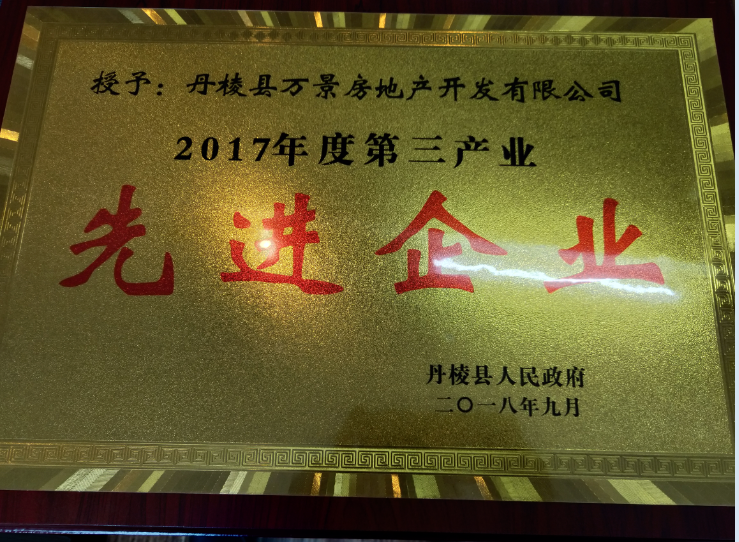 授予：丹棱县万景房地产开发有限公司
2017年度第三产业
先进企业
丹棱县人民政府
二〇一八年九月